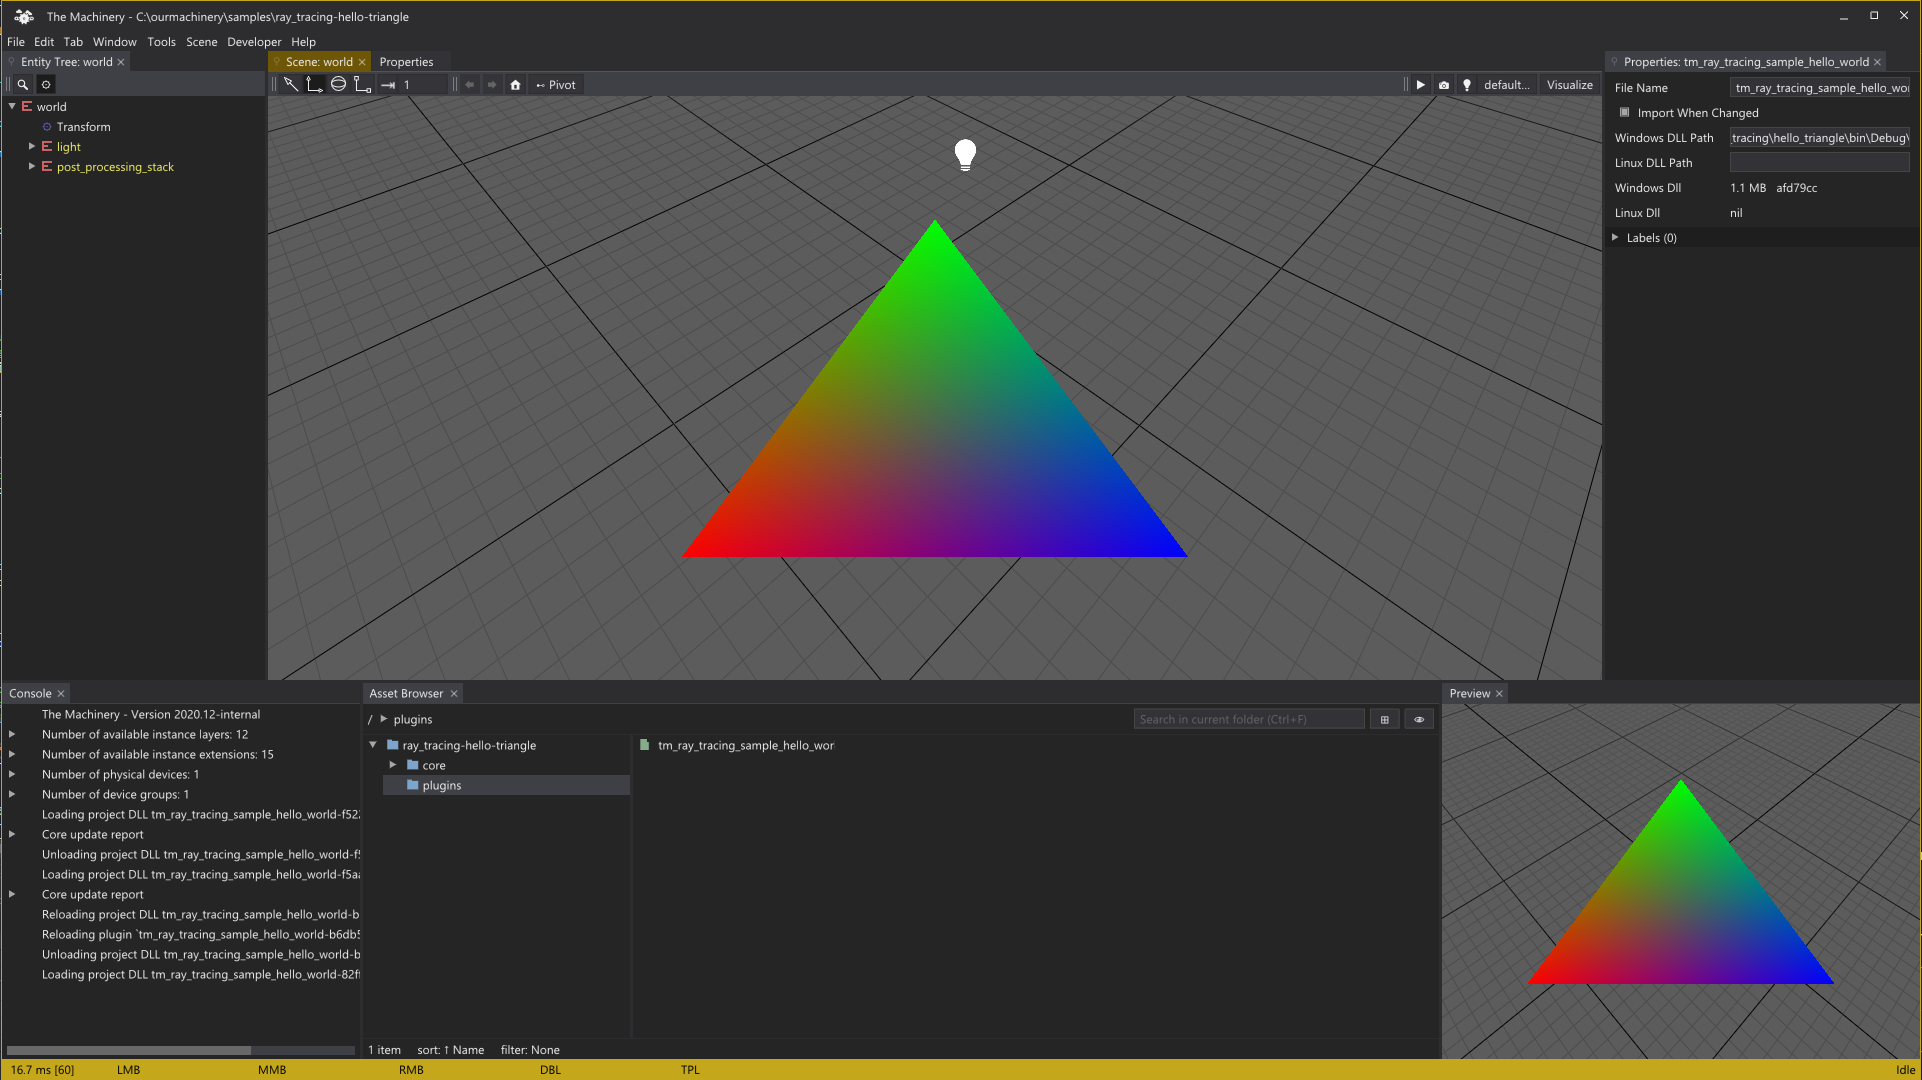 The Machinery - C:\ourmachinery\samples\ray_tracing-hello-triangle
File Edit Tab Window Tools Scene Developer Help
Entity Tree: world
world
Transform
light
post_processing_stack
Scene: world Properties
1 Pivot default... Visualize
Properties: tm_ray_tracing_sample_hello_world
File Name tm_ray_tracing_sample_hello_wor
Import When Changed
Windows DLL Path tracing\hello_triangle\bin\Debug\
Linux DLL Path
Windows Dll 1.1 MB afd79cc
Linux Dll nil
Labels (0)
Console
The Machinery - Version 2020.12-internal
Number of available instance layers: 12
Number of available instance extensions: 15
Number of physical devices: 1
Number of device groups: 1
Loading project DLL tm_ray_tracing_sample_hello_world-f522
Core update report
Unloading project DLL tm_ray_tracing_sample_hello_world-f5
Loading project DLL tm_ray_tracing_sample_hello_world-f5aa
Core update report
Reloading project DLL tm_ray_tracing_sample_hello_world-b
Reloading plugin `tm_ray_tracing_sample_hello_world-b6db5
Unloading project DLL tm_ray_tracing_sample_hello_world-b
Loading project DLL tm_ray_tracing_sample_hello_world-82ff
Asset Browser
/ plugins
Search in current folder (Ctrl+F)
ray_tracing-hello-triangle
core
plugins
tm_ray_tracing_sample_hello_wor
1 item sort: ↑ Name filter: None
Preview
16.7 ms [60] LMB MMB RMB DBL TPL Idle